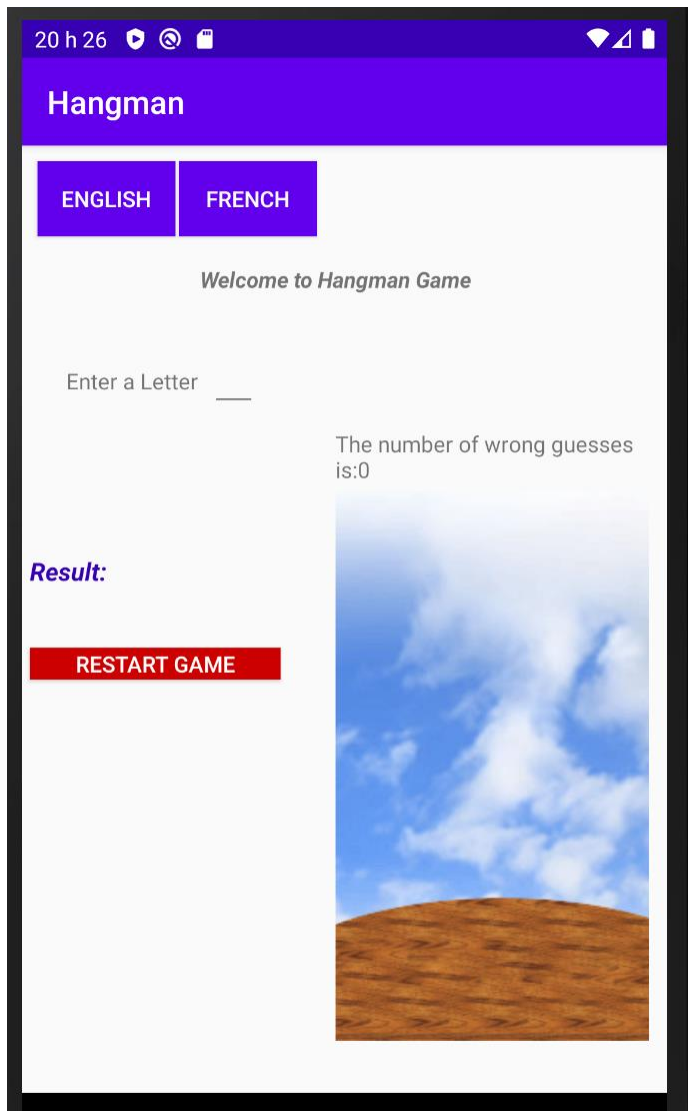 20 h 26
Hangman
ENGLISH FRENCH
Welcome to Hangman Game
Enter a Letter
The number of wrong guesses
is:0
Result:
RESTART GAME